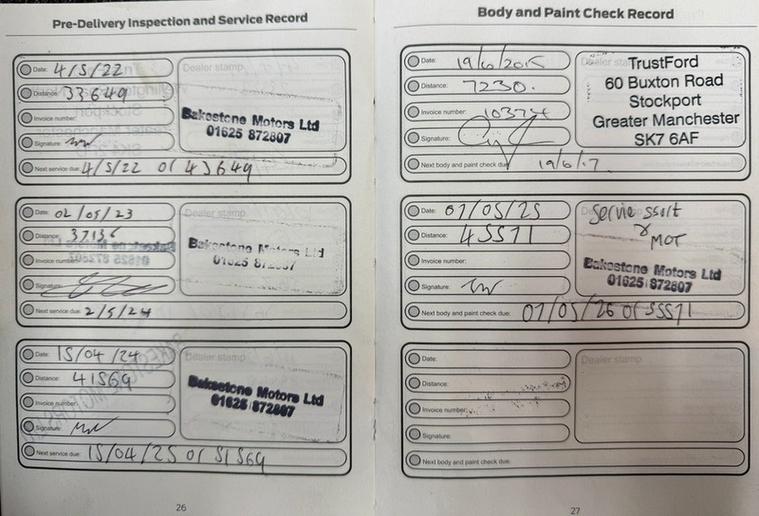 Pre-Delivery Inspection and Service Record
Date: 4/5/22
Distance: 33649
Invoice number:
Signature:
Dealer stamp
Bakestone Motors Ltd
01625 872807
Next service due: 4/5/22 or 43649
Date: 02/05/23
Distance: 37136
Invoice number:
Signature:
Dealer stamp
Bakestone Motors Ltd
01625 872807
Next service due: 2/5/24
Date: 15/04/24
Distance: 41569
Invoice number:
Signature:
Dealer stamp
Bakestone Motors Ltd
01625 872807
Next service due: 15/04/25 or 51569
26
Body and Paint Check Record
Date: 19/6/2015
Distance: 7230.
Invoice number: 103774
Signature:
TrustFord
60 Buxton Road
Stockport
Greater Manchester
SK7 6AF
Next body and paint check due: 19/6/17.
Date: 07/05/25
Distance: 45571
Invoice number:
Signature:
Dealer stamp
Service
& MOT
Bakestone Motors Ltd
01625 872807
Next body and paint check due: 07/05/26 or 55571
Date:
Distance:
Invoice number:
Signature:
Dealer stamp
Next body and paint check due:
27